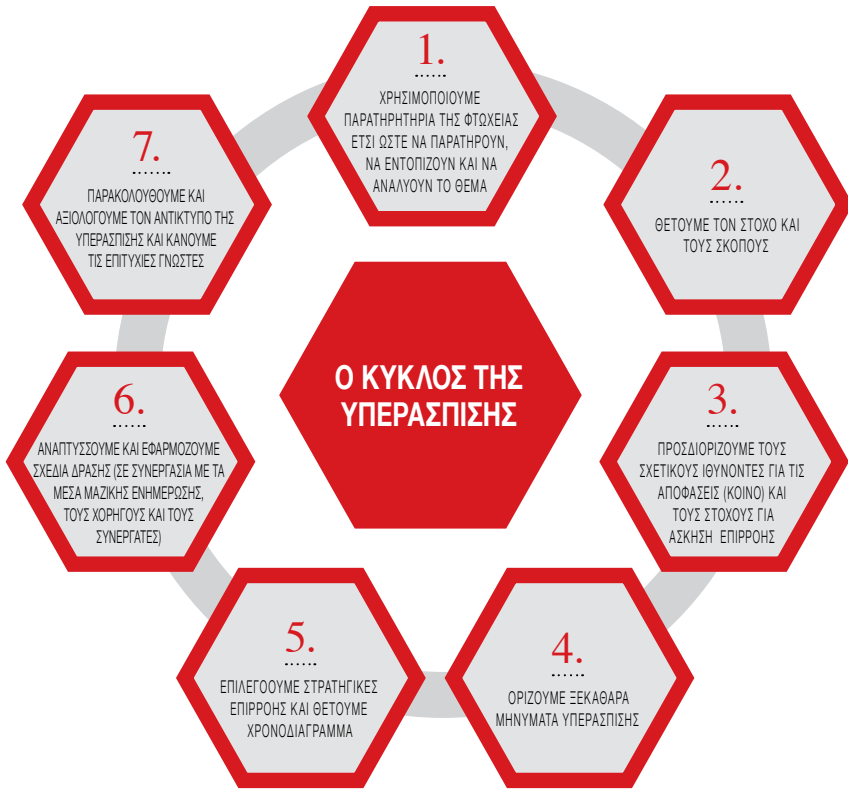 1.
ΧΡΗΣΙΜΟΠΟΙΟΥΜΕ
ΠΑΡΑΤΗΡΗΤΗΡΙΑ ΤΗΣ ΦΤΩΧΕΙΑΣ
ΕΤΣΙ ΩΣΤΕ ΝΑ ΠΑΡΑΤΗΡΟΥΝ,
ΝΑ ΕΝΤΟΠΙΖΟΥΝ ΚΑΙ ΝΑ
ΑΝΑΛΥΟΥΝ ΤΟ ΘΕΜΑ
2.
ΘΕΤΟΥΜΕ ΤΟΝ ΣΤΟΧΟ ΚΑΙ
ΤΟΥΣ ΣΚΟΠΟΥΣ
3.
ΠΡΟΣΔΙΟΡΙΖΟΥΜΕ ΤΟΥΣ
ΣΧΕΤΙΚΟΥΣ ΙΘΥΝΟΝΤΕΣ ΓΙΑ ΤΙΣ
ΑΠΟΦΑΣΕΙΣ (ΚΟΙΝΟ) ΚΑΙ
ΤΟΥΣ ΣΤΟΧΟΥΣ ΓΙΑ
ΑΣΚΗΣΗ ΕΠΙΡΡΟΗΣ
4.
ΟΡΙΖΟΥΜΕ ΞΕΚΑΘΑΡΑ
ΜΗΝΥΜΑΤΑ ΥΠΕΡΑΣΠΙΣΗΣ
5.
ΕΠΙΛΕΓΟΟΥΜΕ ΣΤΡΑΤΗΓΙΚΕΣ
ΕΠΙΡΡΟΗΣ ΚΑΙ ΘΕΤΟΥΜΕ
ΧΡΟΝΟΔΙΑΓΡΑΜΜΑ
6.
ΑΝΑΠΤΥΣΣΟΥΜΕ ΚΑΙ ΕΦΑΡΜΟΖΟΥΜΕ
ΣΧΕΔΙΑ ΔΡΑΣΗΣ (ΣΕ ΣΥΝΕΡΓΑΣΙΑ ΜΕ ΤΑ
ΜΕΣΑ ΜΑΖΙΚΗΣ ΕΝΗΜΕΡΩΣΗΣ,
ΤΟΥΣ ΧΟΡΗΓΟΥΣ ΚΑΙ ΤΟΥΣ
ΣΥΝΕΡΓΑΤΕΣ)
7.
ΠΑΡΑΚΟΛΟΥΘΟΥΜΕ ΚΑΙ
ΑΞΙΟΛΟΓΟΥΜΕ ΤΟΝ ΑΝΤΙΚΤΥΠΟ ΤΗΣ
ΥΠΕΡΑΣΠΙΣΗΣ ΚΑΙ ΚΑΝΟΥΜΕ
ΤΙΣ ΕΠΙΤΥΧΙΕΣ ΓΝΩΣΤΕΣ
Ο ΚΥΚΛΟΣ ΤΗΣ
ΥΠΕΡΑΣΠΙΣΗΣ